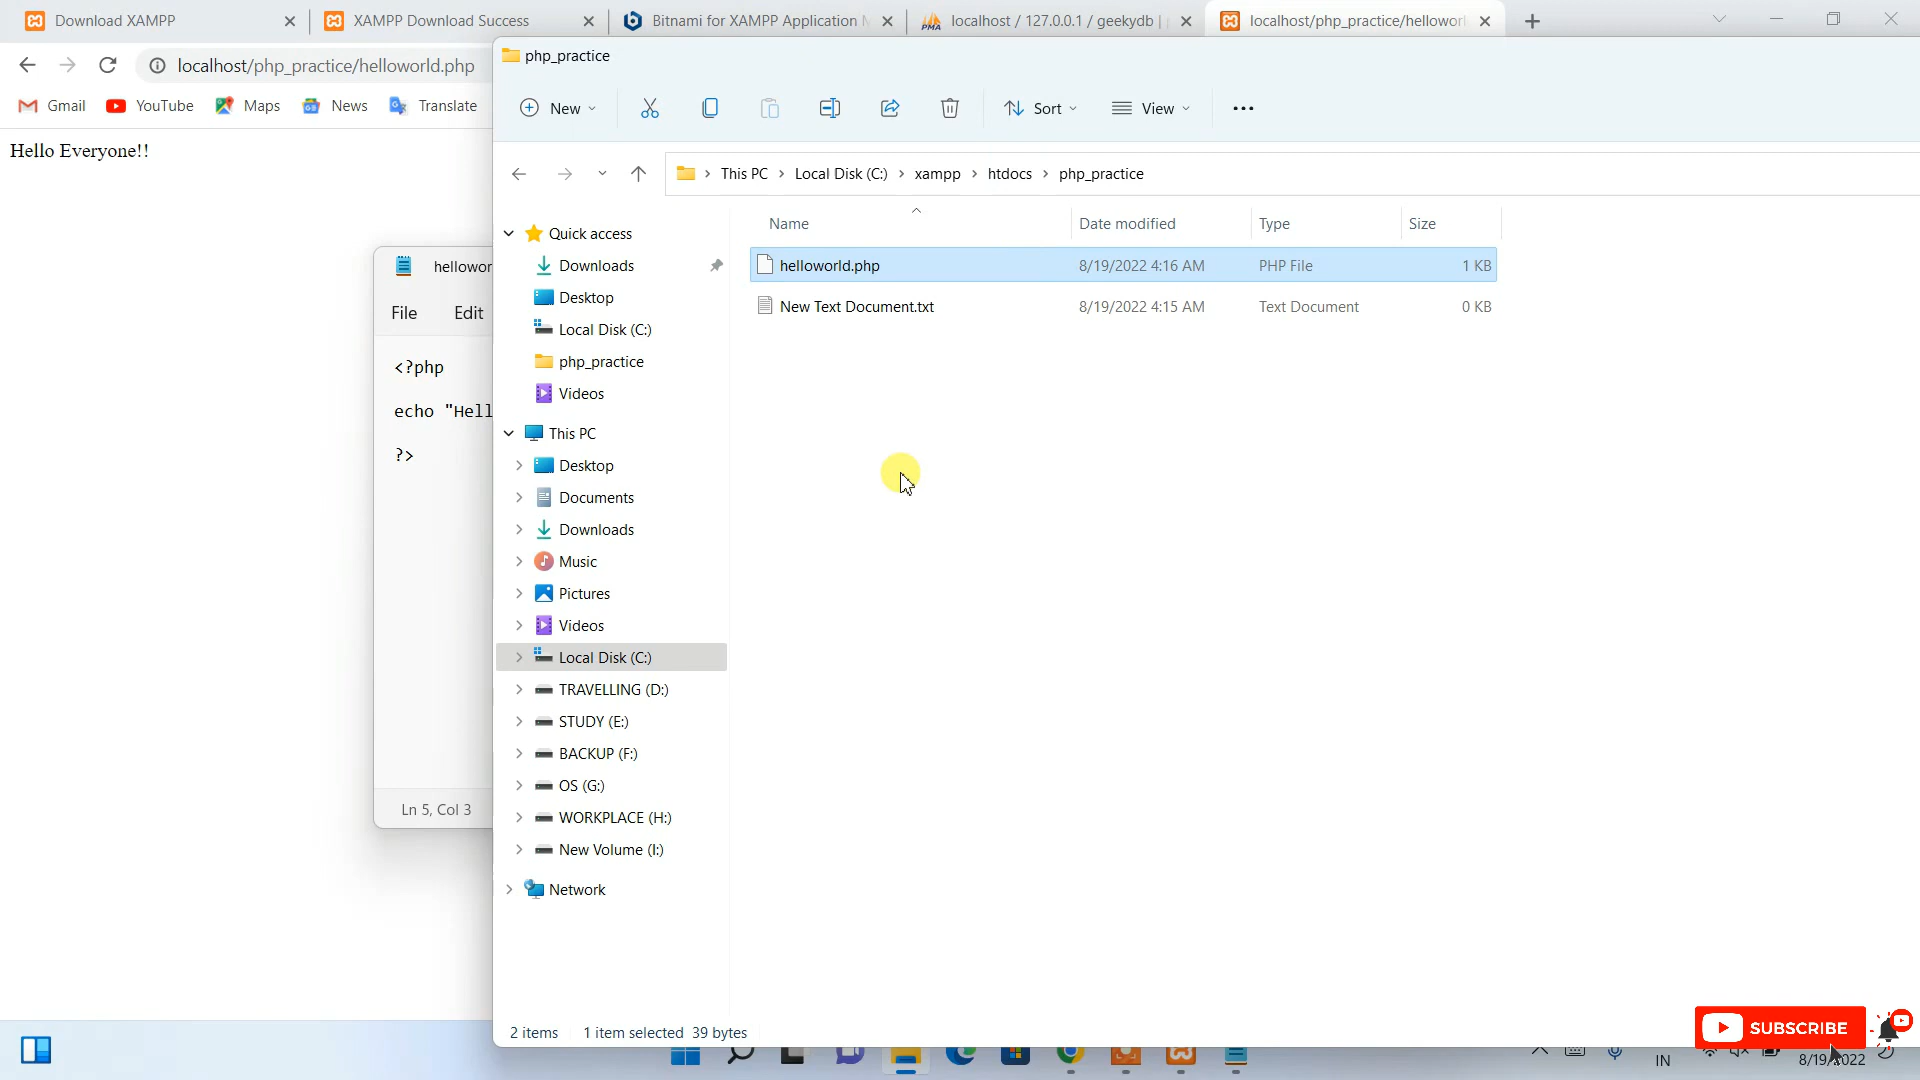 Download XAMPP
XAMPP Download Success
Bitnami for XAMPP Application
localhost / 127.0.0.1 / geekydb |
localhost/php_practice/hellowor
localhost/php_practice/helloworld.php
Gmail YouTube Maps News Translate
Hello Everyone!!
hellowor
File Edit
<?php
echo "Hell
?>
Ln 5, Col 3
php_practice
New Sort View
This PC > Local Disk (C:) > xampp > htdocs > php_practice
Name Date modified Type Size
helloworld.php 8/19/2022 4:16 AM PHP File 1 KB
New Text Document.txt 8/19/2022 4:15 AM Text Document 0 KB
Quick access
Downloads
Desktop
Local Disk (C:)
php_practice
Videos
This PC
Desktop
Documents
Downloads
Music
Pictures
Videos
Local Disk (C:)
TRAVELLING (D:)
STUDY (E:)
BACKUP (F:)
OS (G:)
WORKPLACE (H:)
New Volume (I:)
Network
2 items 1 item selected 39 bytes
SUBSCRIBE
IN
8/19/2022